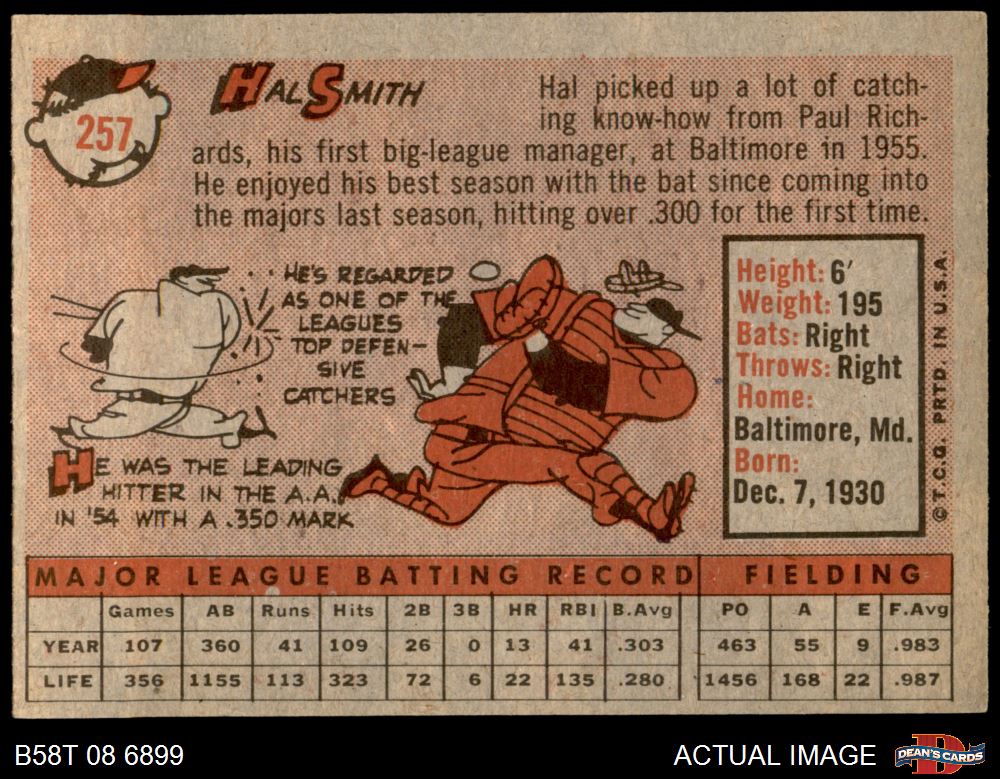 257
HAL SMITH
Hal picked up a lot of catch-
ing know-how from Paul Rich-
ards, his first big-league manager, at Baltimore in 1955.
He enjoyed his best season with the bat since coming into
the majors last season, hitting over .300 for the first time.
HE'S REGARDED
AS ONE OF THE
LEAGUES
TOP DEFEN-
SIVE
CATCHERS
HE WAS THE LEADING
HITTER IN THE A.A.
IN '54 WITH A .350 MARK
Height: 6'
Weight: 195
Bats: Right
Throws: Right
Home:
Baltimore, Md.
Born:
Dec. 7, 1930
©T.C.G. PRTD. IN U.S.A.
MAJOR LEAGUE BATTING RECORD FIELDING
Games AB Runs Hits 2B 3B HR RBI B.Avg PO A E F.Avg
YEAR 107 360 41 109 26 0 13 41 .303 463 55 9 .983
LIFE 356 1155 113 323 72 6 22 135 .280 1456 168 22 .987
B58T 08 6899 ACTUAL IMAGE DEAN'S CARDS